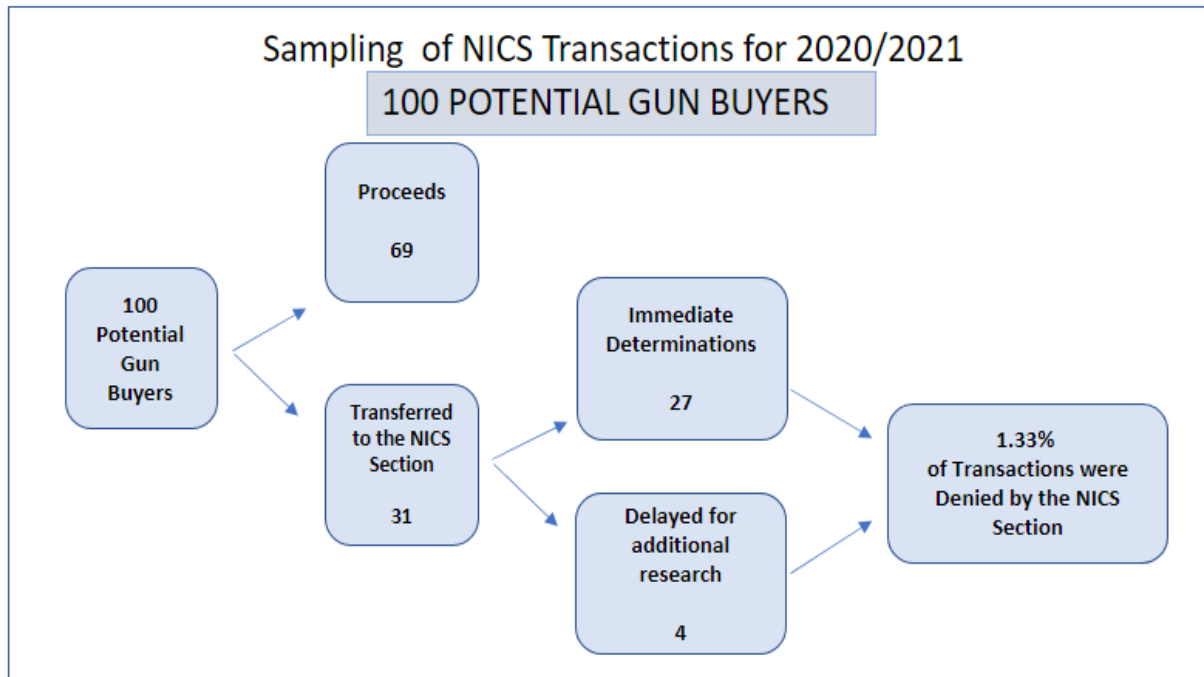 Sampling of NICS Transactions for 2020/2021
100 POTENTIAL GUN BUYERS
100
Potential
Gun
Buyers
Proceeds
69
Transferred
to the NICS
Section
31
Immediate
Determinations
27
Delayed for
additional
research
4
1.33%
of Transactions were
Denied by the NICS
Section